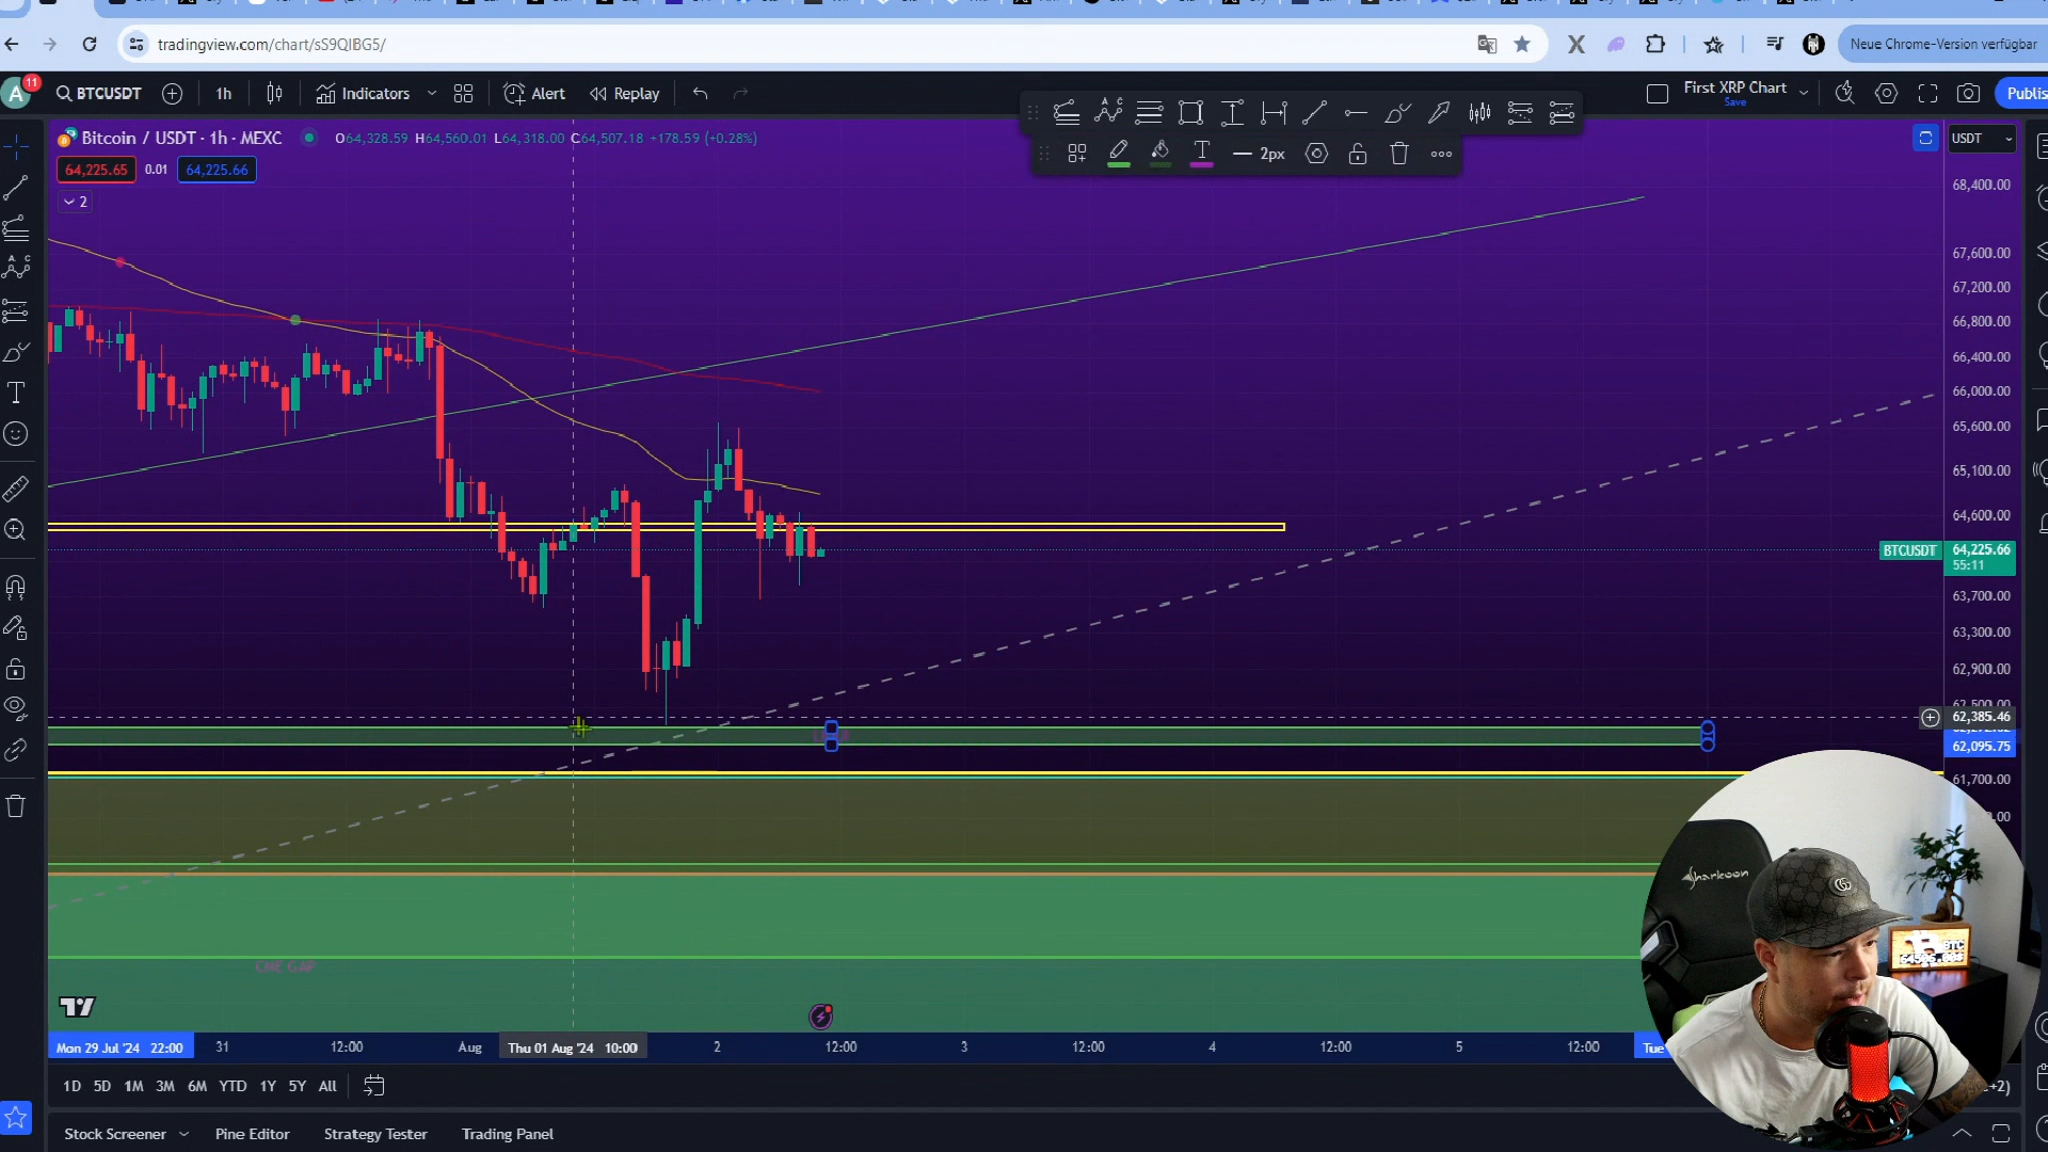 tradingview.com/chart/sS9QIBG5/
Neue Chrome-Version verfügbar
A 11 BTCUSDT 1h Indicators Alert Replay
First XRP Chart
Save
Publis
Bitcoin / USDT · 1h · MEXC O64,328.59 H64,560.01 L64,318.00 C64,507.18 +178.59 (+0.28%)
USDT
64,225.65 0.01 64,225.66
T 2px
2
68,400.00
67,600.00
67,200.00
66,800.00
66,400.00
66,000.00
65,600.00
65,100.00
64,600.00
BTCUSDT 64,225.66
55:11
63,700.00
63,300.00
62,900.00
62,385.46
62,095.75
61,700.00
sharkoon
BTC
CME GAP
Mon 29 Jul '24 22:00 31 12:00 Aug Thu 01 Aug '24 10:00 2 12:00 3 12:00 4 12:00 5 12:00 Tue
1D 5D 1M 3M 6M YTD 1Y 5Y All
+2)
Stock Screener Pine Editor Strategy Tester Trading Panel